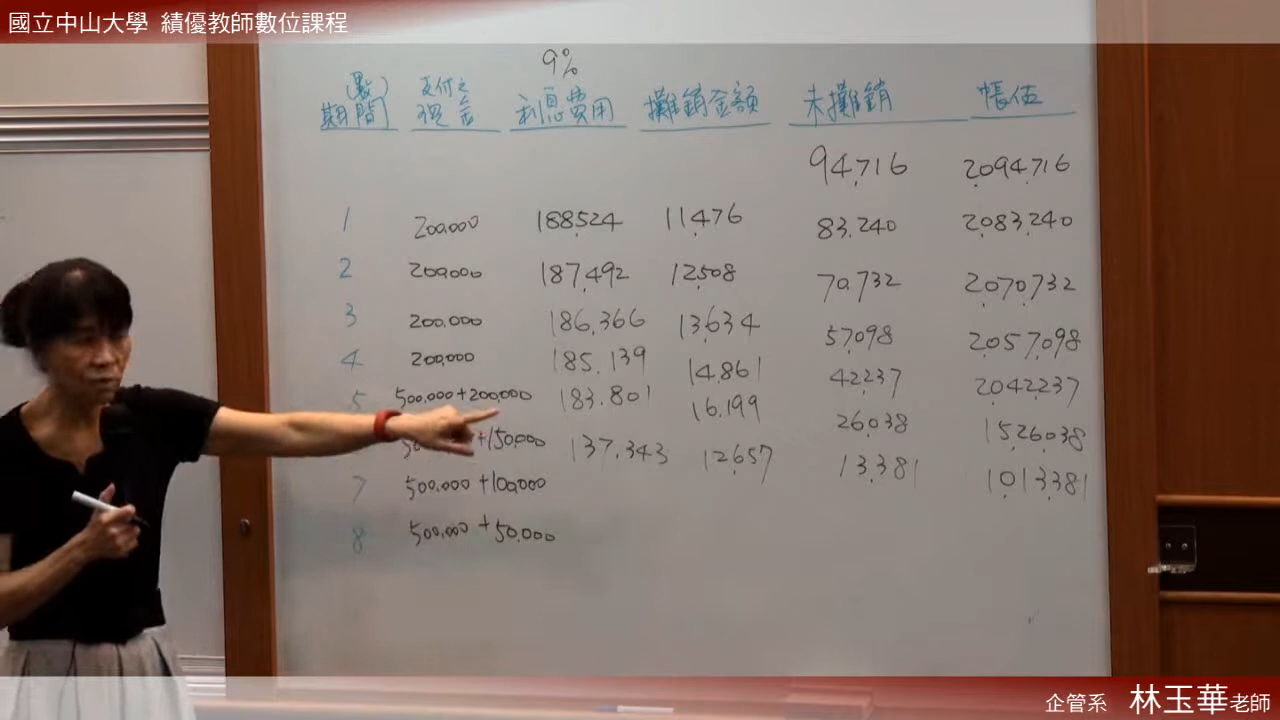 國立中山大學 績優教師數位課程
9%
期(數)間 支付之現金 利息費用 攤銷金額 未攤銷 帳值
94,716 2,094,716
1 200,000 188,524 11,476 83,240 2,083,240
2 200,000 187,492 12,508 70,732 2,070,732
3 200,000 186,366 13,634 57,098 2,057,098
4 200,000 185,139 14,861 42,237 2,042,237
5 500,000+200,000 183,801 16,199 26,038 1,526,038
+150,000 137,343 12,657 13,381 1,013,381
7 500,000+100,000
8 500,000+50,000
企管系 林玉華老師